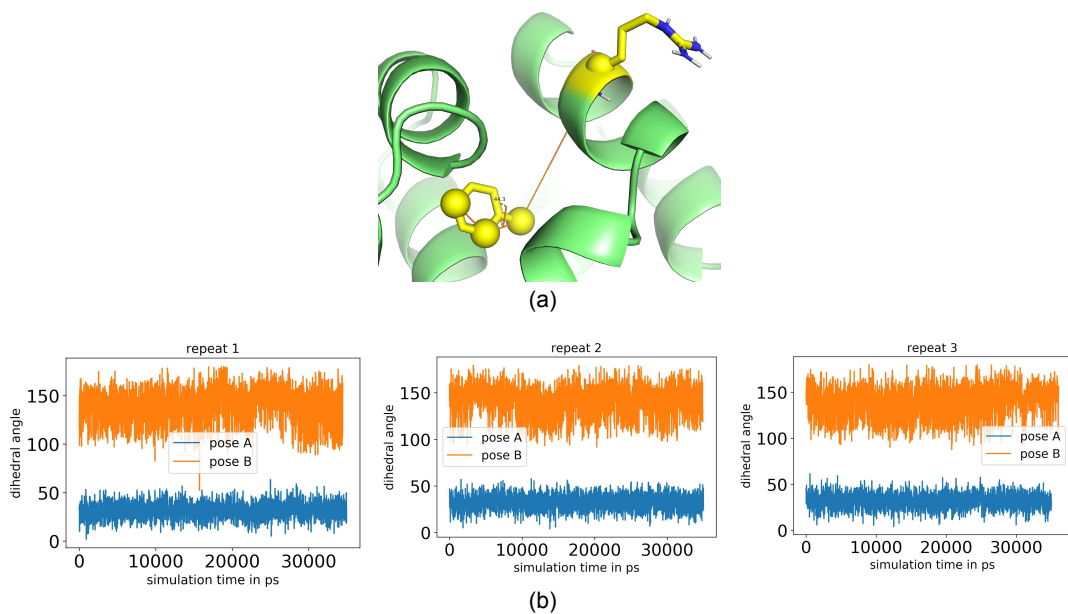 44.3
(a)
repeat 1
repeat 2
repeat 3
dihedral angle
150
100
50
0
pose A
pose B
0
10000
20000
30000
simulation time in ps
dihedral angle
150
100
50
0
pose A
pose B
0
10000
20000
30000
simulation time in ps
dihedral angle
150
100
50
0
pose A
pose B
0
10000
20000
30000
simulation time in ps
(b)